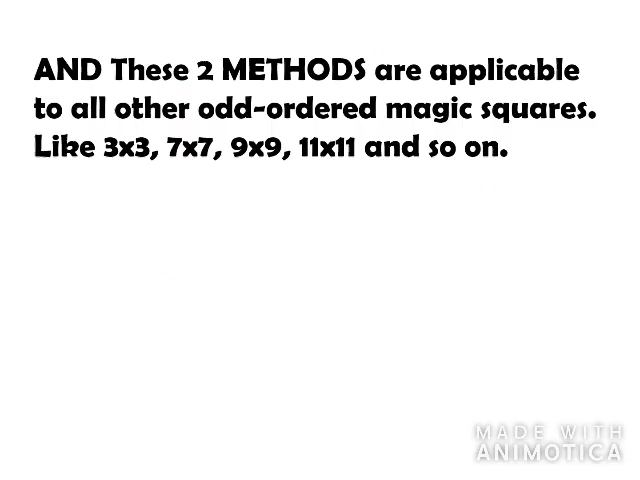 AND These 2 METHODS are applicable
to all other odd-ordered magic squares.
Like 3x3, 7x7, 9x9, 11x11 and so on.
MADE WITH
ANIMOTICA